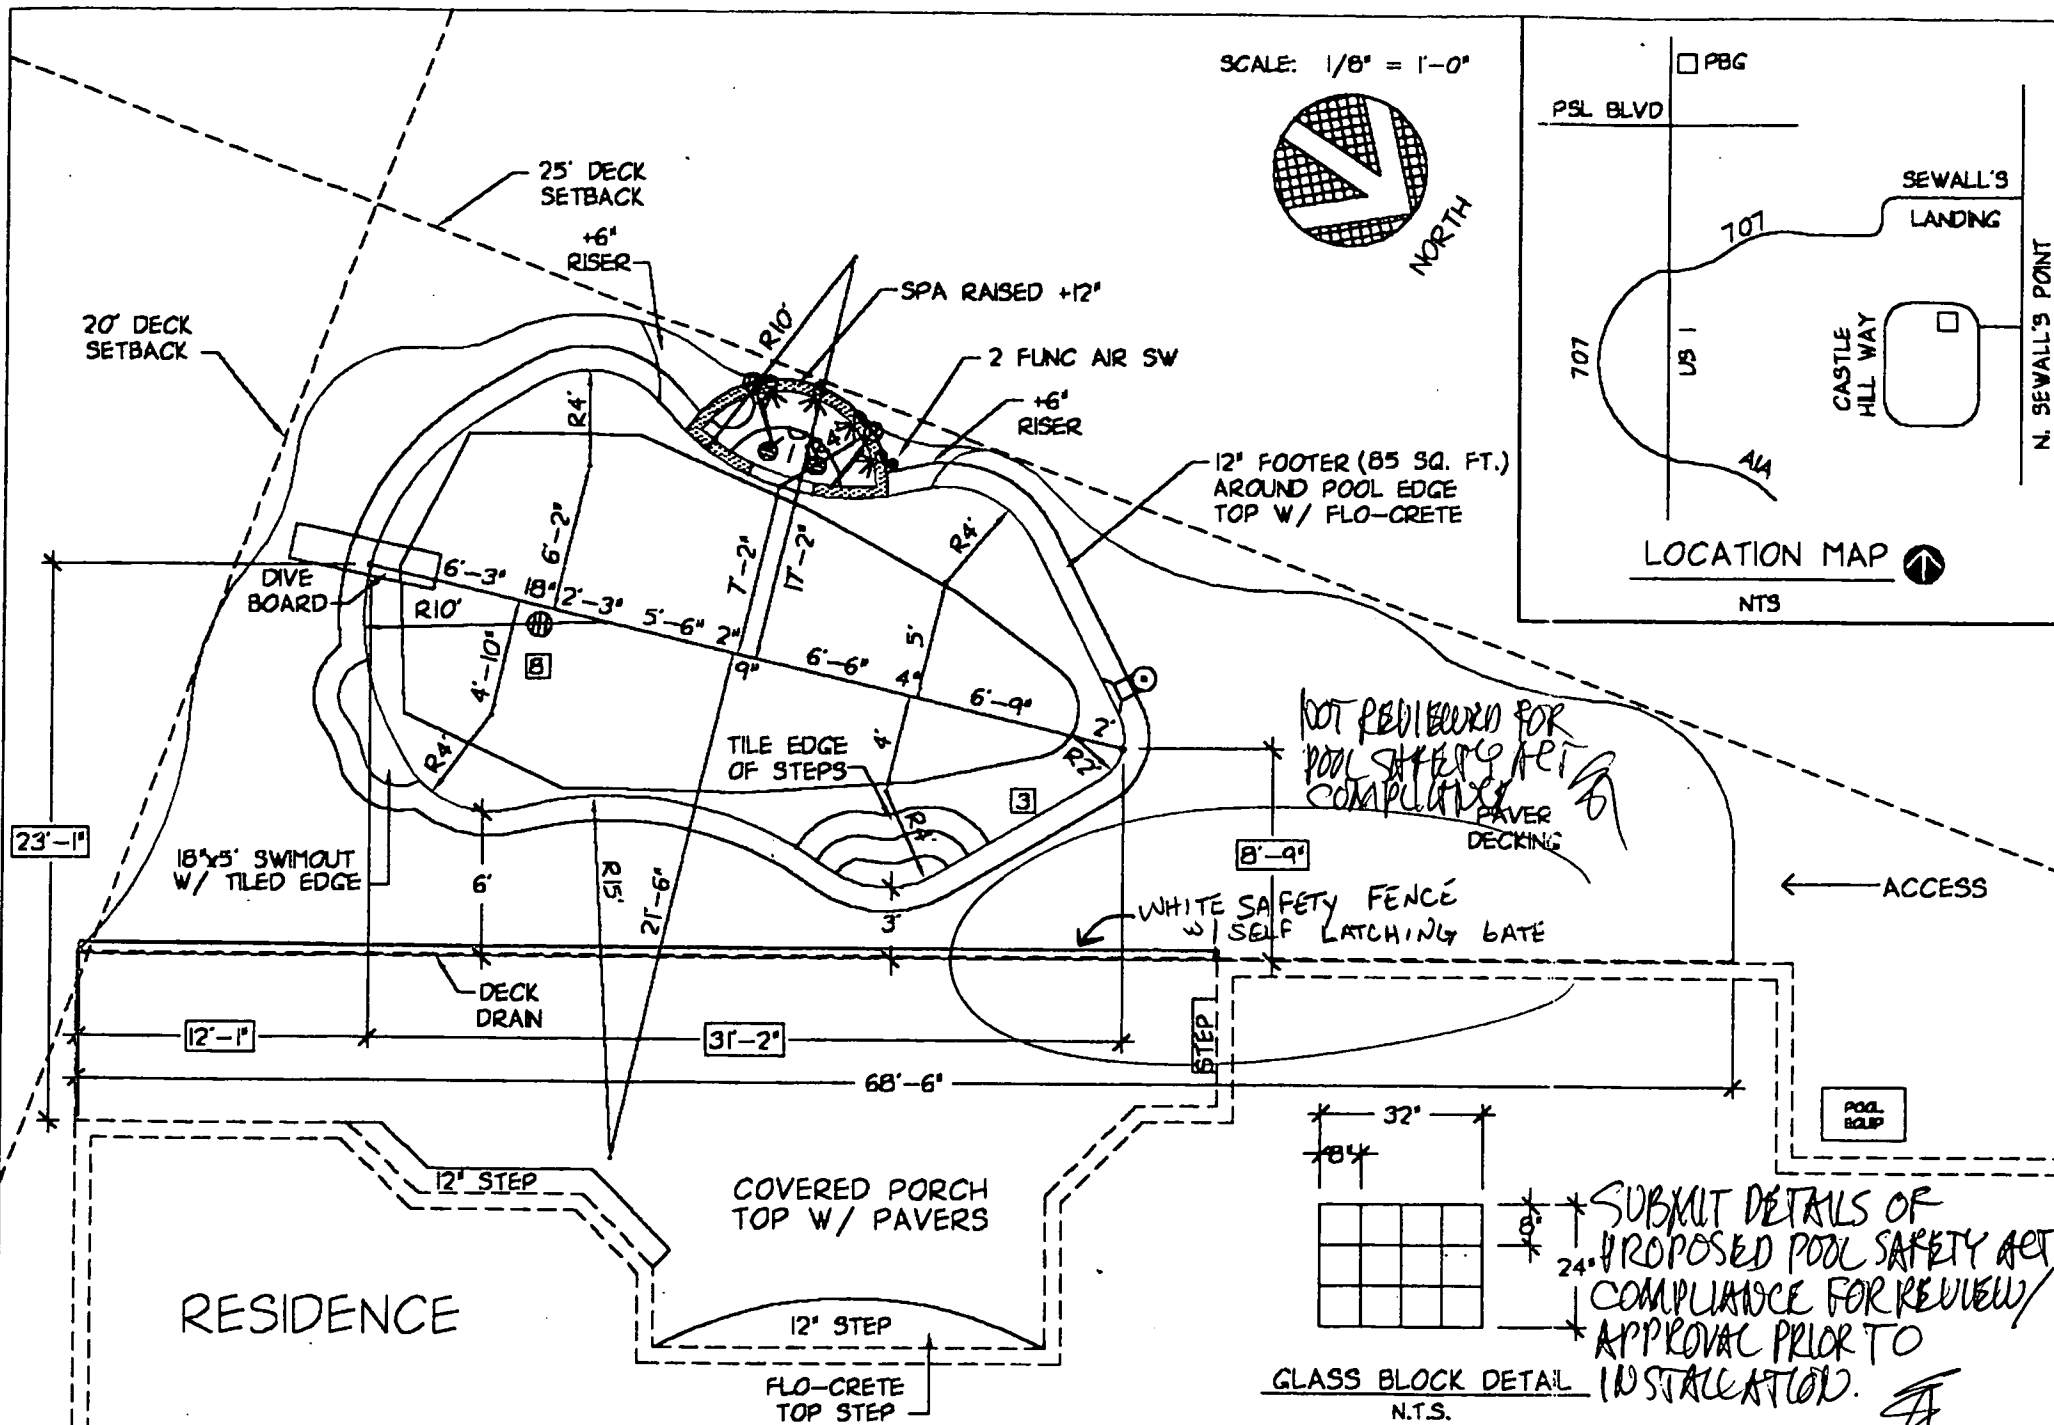 SCALE: 1/8" = 1'-0"
NORTH
PBG
PSL BLVD
SEWALL'S
LANDING
707
707
US 1
CASTLE
HILL WAY
N. SEWALL'S POINT
A1A
LOCATION MAP
NTS
25' DECK
SETBACK
+6"
RISER
SPA RAISED +12"
R10'
20' DECK
SETBACK
2 FUNC AIR SW
+6"
RISER
12" FOOTER (85 SQ. FT.)
AROUND POOL EDGE
TOP W/ FLO-CRETE
R4'
R4'
DIVE
BOARD
6'-3"
18"
2'-3"
6'-2"
R10'
4'-10"
8
5'-6"
2"
9"
7'-2"
17'-2"
6'-6"
4"
5'
6'-9"
2'
R2'
R4'
4'
TILE EDGE
OF STEPS
R4'
3
NOT REVIEWED FOR
POOL SAFETY ACT
COMPLIANCE
PAVER
DECKING
23'-1"
18"x5' SWIMOUT
W/ TILED EDGE
6'
R15'
21'-6"
3'
8'-9"
ACCESS
WHITE SAFETY FENCE
W/ SELF LATCHING GATE
DECK
DRAIN
12'-1"
31'-2"
STEP
68'-6"
POOL
EQUIP
12" STEP
COVERED PORCH
TOP W/ PAVERS
RESIDENCE
12" STEP
FLO-CRETE
TOP STEP
32"
8"
8"
24"
GLASS BLOCK DETAIL
N.T.S.
SUBMIT DETAILS OF
PROPOSED POOL SAFETY ACT
COMPLIANCE FOR REVIEW/
APPROVAL PRIOR TO
INSTALLATION.